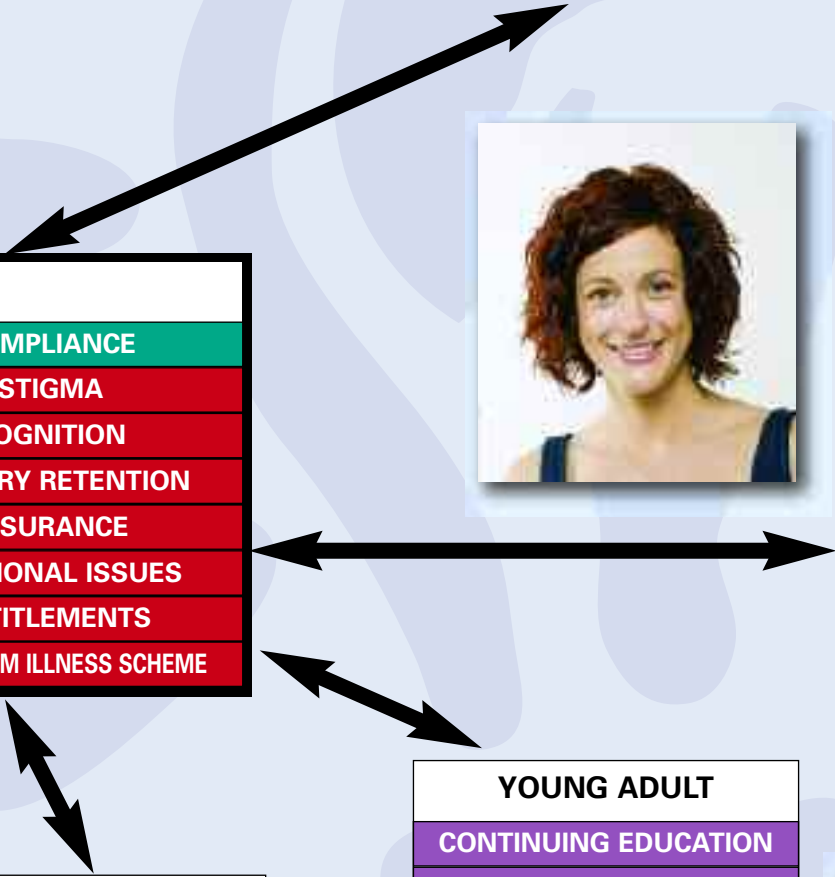 MPLIANCE
STIGMA
OGNITION
RY RETENTION
SURANCE
IONAL ISSUES
TITLEMENTS
M ILLNESS SCHEME
YOUNG ADULT
CONTINUING EDUCATION